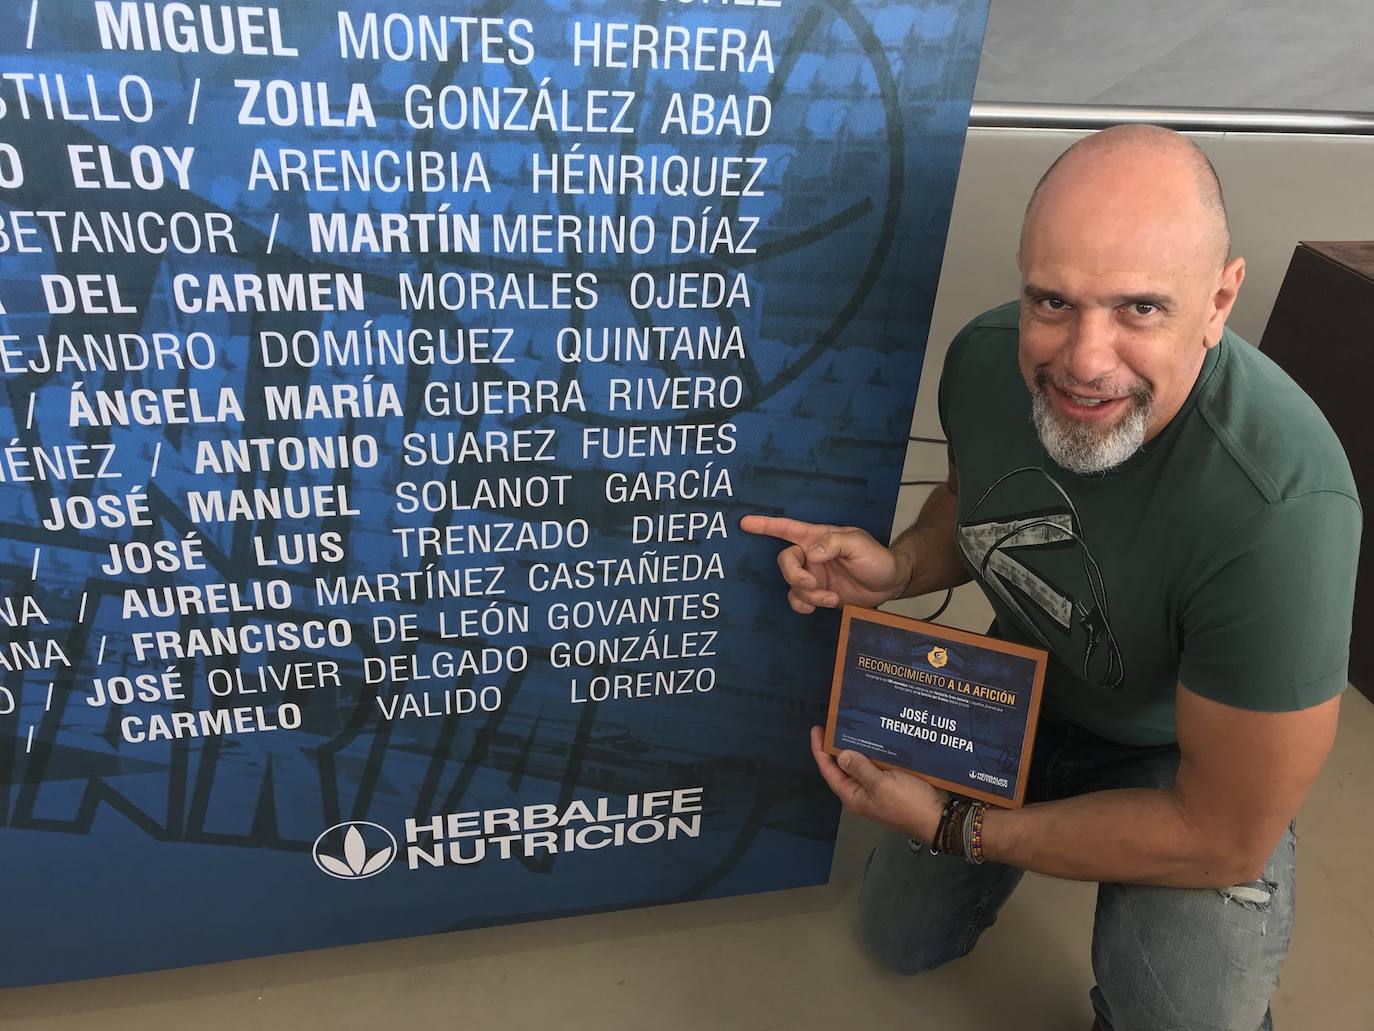 / MIGUEL MONTES HERRERA
STILLO / ZOILA GONZÁLEZ ABAD
O ELOY ARENCIBIA HÉNRIQUEZ
BETANCOR / MARTÍN MERINO DÍAZ
A DEL CARMEN MORALES OJEDA
EJANDRO DOMÍNGUEZ QUINTANA
/ ÁNGELA MARÍA GUERRA RIVERO
MÉNEZ / ANTONIO SUAREZ FUENTES
JOSÉ MANUEL SOLANOT GARCÍA
/ JOSÉ LUIS TRENZADO DIEPA
NA / AURELIO MARTÍNEZ CASTAÑEDA
ANA / FRANCISCO DE LEÓN GOVANTES
O / JOSÉ OLIVER DELGADO GONZÁLEZ
/ CARMELO VALIDO LORENZO
HERBALIFE
NUTRICIÓN
RECONOCIMIENTO A LA AFICIÓN
JOSÉ LUIS
TRENZADO DIEPA
HERBALIFE
NUTRICIÓN